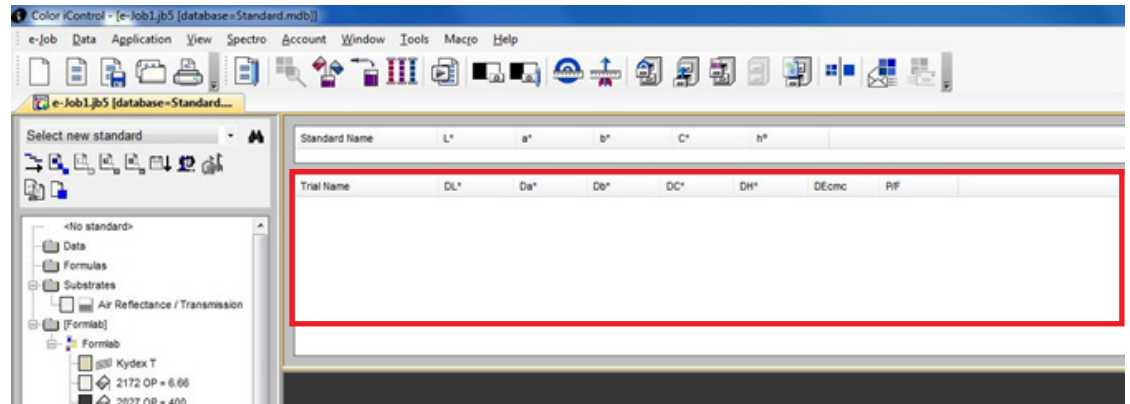 Color iControl - [e-Job1.jb5 [database=Standard.mdb]]
e-Job Data Application View Spectro Account Window Tools Macro Help
e-Job1.jb5 [database=Standard....
Select new standard
Standard Name L* a* b* C* h°
Trial Name DL* Da* Db* DC* DH* DEcmc P/F
<No standard>
Data
Formulas
Substrates
Air Reflectance / Transmission
[Formlab]
Formlab
Kydex T
2172 OP = 6.66
2027 OP = 400...